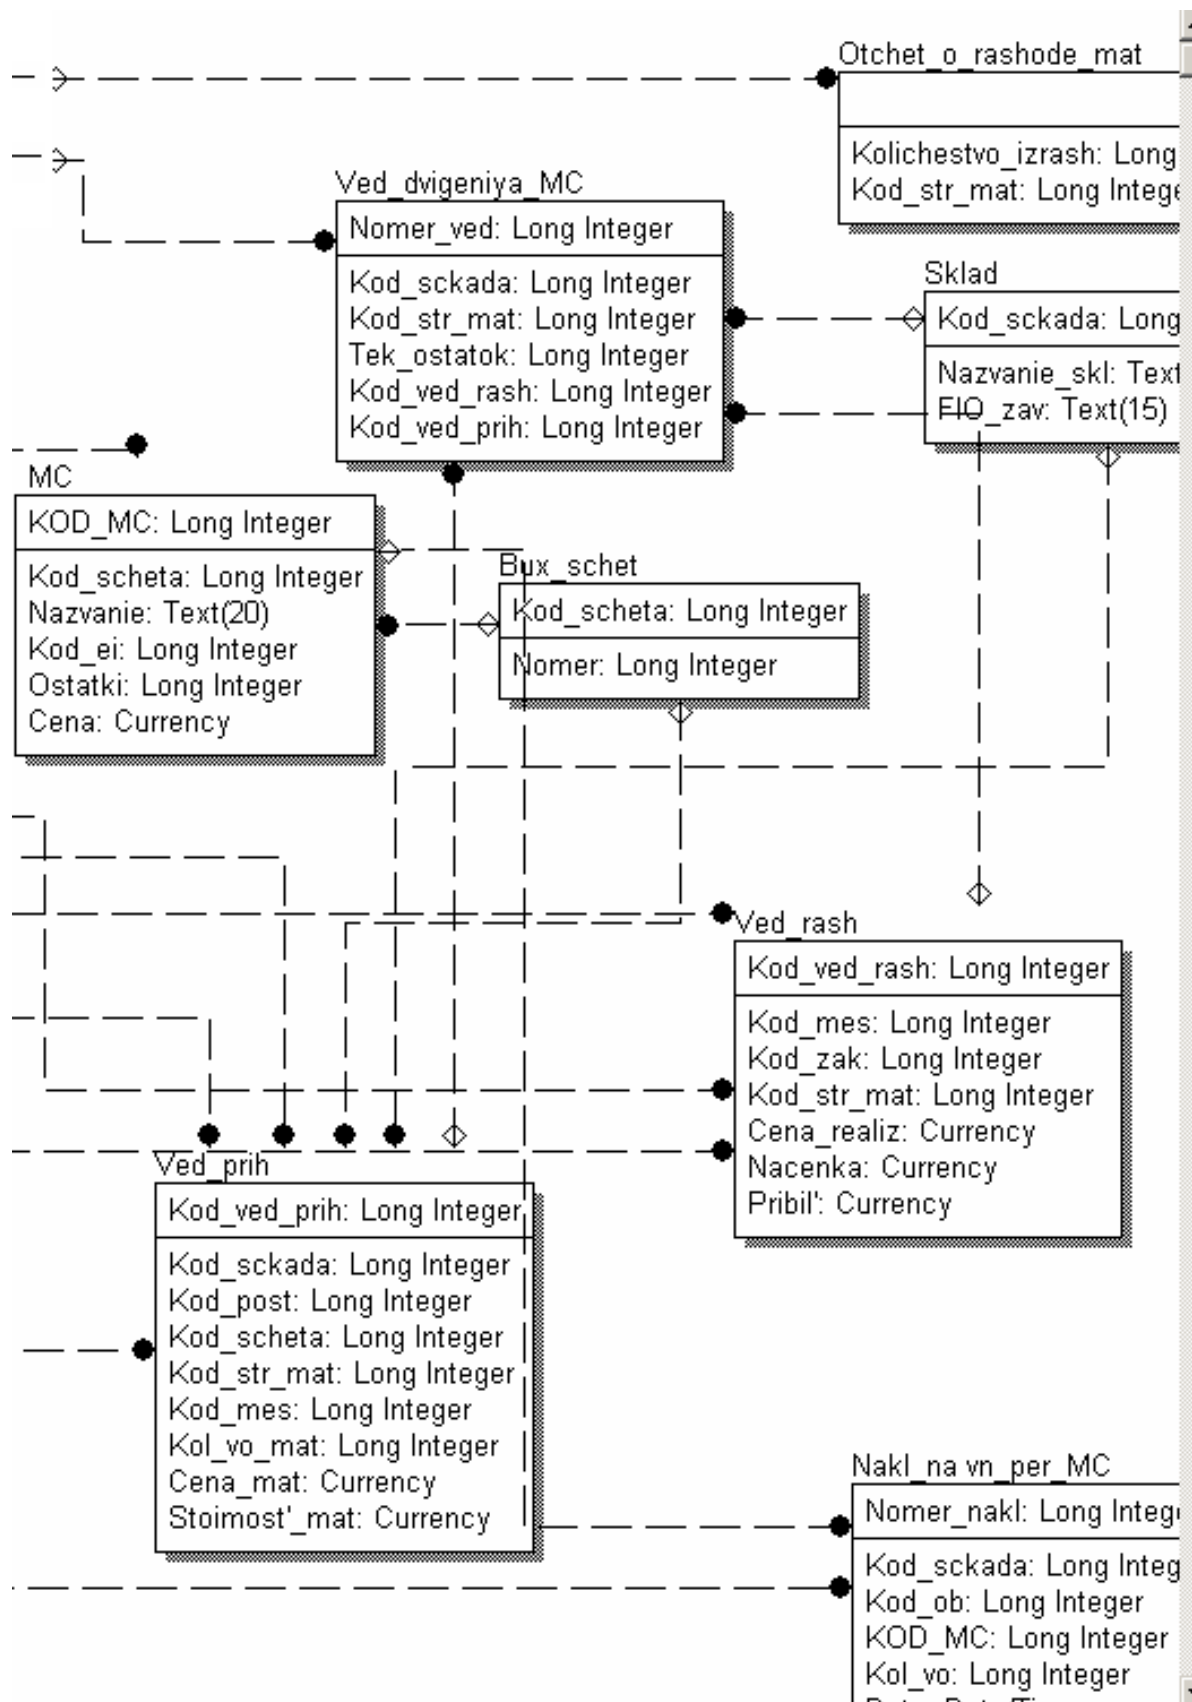 Otchet_o_rashode_mat
Kolichestvo_izrash: Long
Kod_str_mat: Long Intege
Ved_dvigeniya_MC
Nomer_ved: Long Integer
Kod_sckada: Long Integer
Kod_str_mat: Long Integer
Tek_ostatok: Long Integer
Kod_ved_rash: Long Integer
Kod_ved_prih: Long Integer
Sklad
Kod_sckada: Long
Nazvanie_skl: Text
FIO_zav: Text(15)
MC
KOD_MC: Long Integer
Kod_scheta: Long Integer
Nazvanie: Text(20)
Kod_ei: Long Integer
Ostatki: Long Integer
Cena: Currency
Bux_schet
Kod_scheta: Long Integer
Nomer: Long Integer
Ved_rash
Kod_ved_rash: Long Integer
Kod_mes: Long Integer
Kod_zak: Long Integer
Kod_str_mat: Long Integer
Cena_realiz: Currency
Nacenka: Currency
Pribil': Currency
Ved_prih
Kod_ved_prih: Long Integer
Kod_sckada: Long Integer
Kod_post: Long Integer
Kod_scheta: Long Integer
Kod_str_mat: Long Integer
Kod_mes: Long Integer
Kol_vo_mat: Long Integer
Cena_mat: Currency
Stoimost'_mat: Currency
Nakl_na vn_per_MC
Nomer_nakl: Long Intege
Kod_sckada: Long Integ
Kod_ob: Long Integer
KOD_MC: Long Integer
Kol_vo: Long Integer